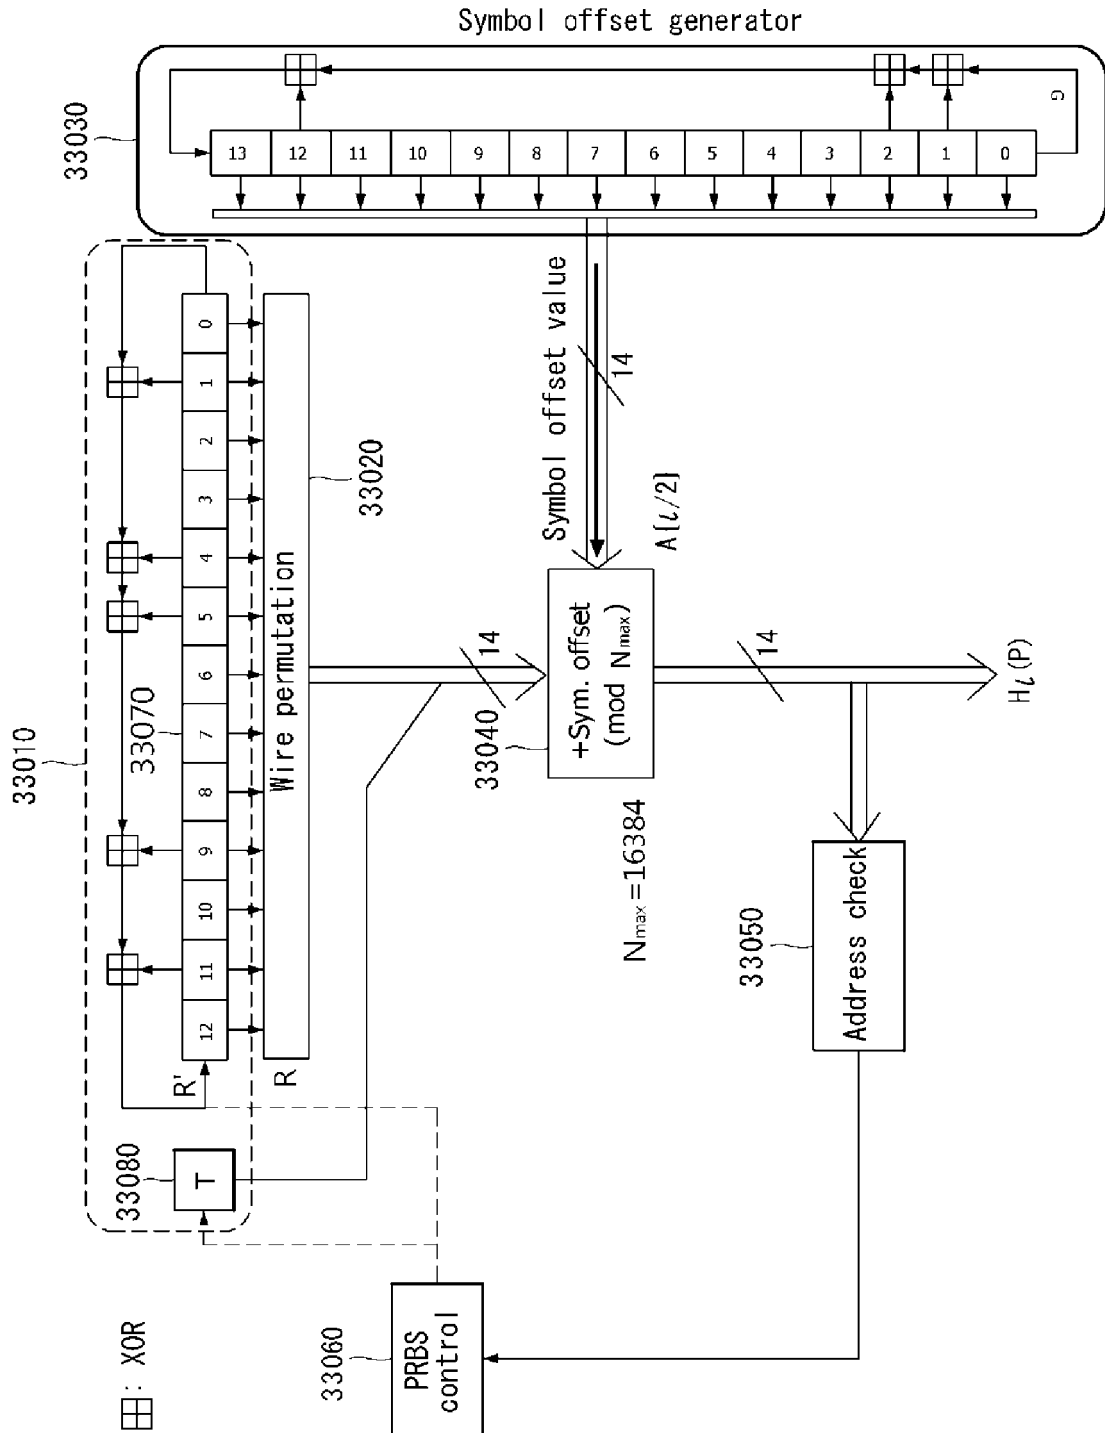 Symbol offset generator
33030
13
12
11
10
9
8
7
6
5
4
3
2
1
0
G
33010
33070
R'
12
11
10
9
8
7
6
5
4
3
2
1
0
33020
R
Wire permutation
33080
T
Symbol offset value
14
A[l/2]
14
33040
+Sym. offset
(mod Nmax)
Nmax=16384
14
Hl(P)
33050
Address check
33060
PRBS
control
: XOR